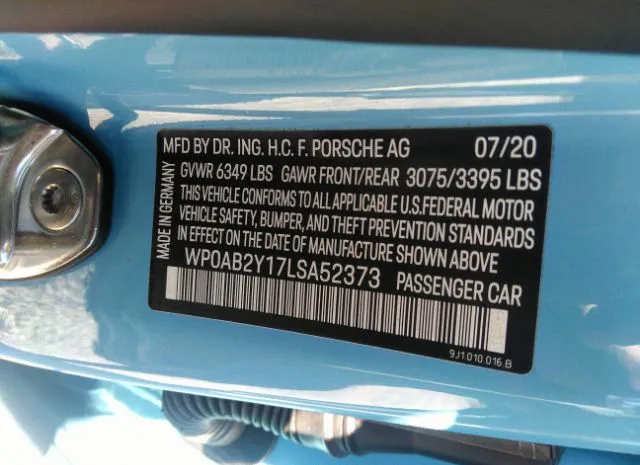 MFD BY DR. ING. H.C. F. PORSCHE AG 07/20
GVWR 6349 LBS GAWR FRONT/REAR 3075/3395 LBS
THIS VEHICLE CONFORMS TO ALL APPLICABLE U.S.FEDERAL MOTOR
VEHICLE SAFETY, BUMPER, AND THEFT PREVENTION STANDARDS
IN EFFECT ON THE DATE OF MANUFACTURE SHOWN ABOVE
WP0AB2Y17LSA52373 PASSENGER CAR
9J1.010.016 B
MADE IN GERMANY